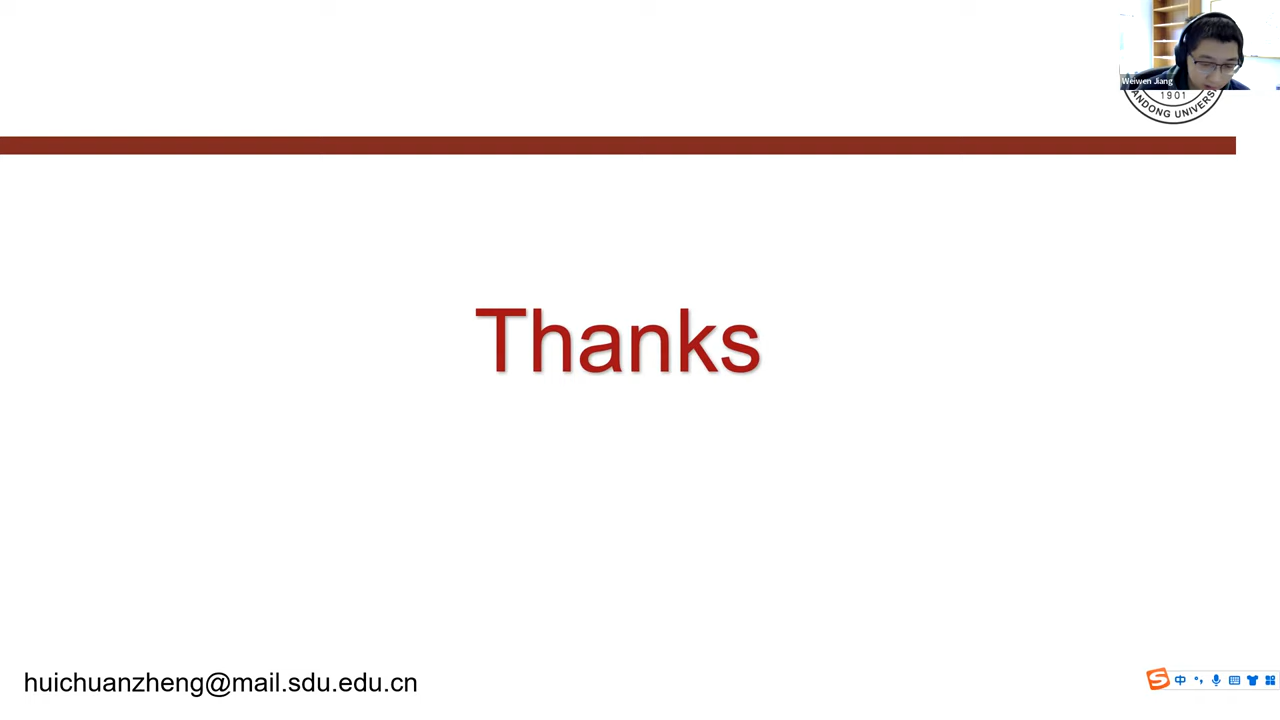 Weiwen Jiang
1901
ANDONG UNIVERS
Thanks
huichuanzheng@mail.sdu.edu.cn
S 中